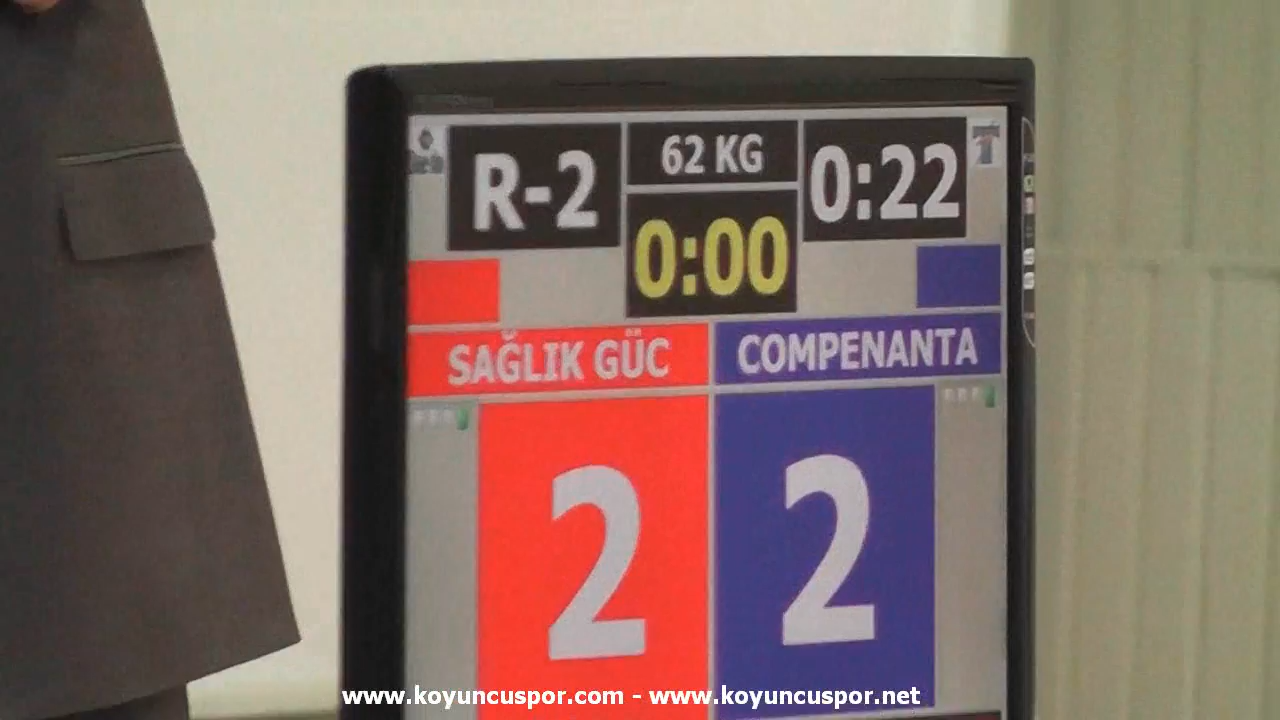 R-2
62 KG
0:22
0:00
SAĞLIK GÜC
COMPENANTA
2
2
www.koyuncuspor.com - www.koyuncuspor.net